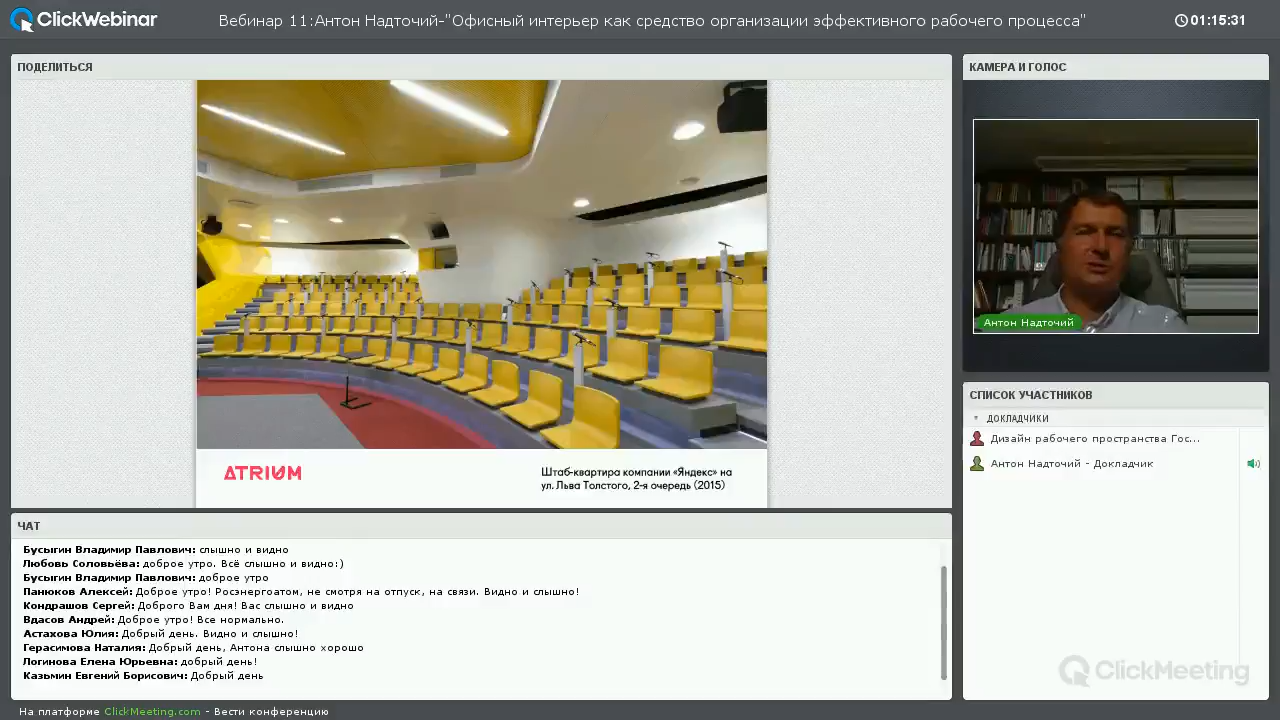 ClickWebinar
Вебинар 11:Антон Надточий-"Офисный интерьер как средство организации эффективного рабочего процесса"
01:15:31
ПОДЕЛИТЬСЯ
ATRIUM
Штаб-квартира компании «Яндекс» на
ул. Льва Толстого, 2-я очередь (2015)
КАМЕРА И ГОЛОС
Антон Надточий
СПИСОК УЧАСТНИКОВ
ДОКЛАДЧИКИ
Дизайн рабочего пространства Гос...
Антон Надточий - Докладчик
ClickMeeting
ЧАТ
Бусыгин Владимир Павлович: слышно и видно
Любовь Соловьёва: доброе утро. Всё слышно и видно:)
Бусыгин Владимир Павлович: доброе утро
Панюков Алексей: Доброе утро! Росэнергоатом, не смотря на отпуск, на связи. Видно и слышно!
Кондрашов Сергей: Доброго Вам дня! Вас слышно и видно
Вдасов Андрей: Доброе утро! Все нормально.
Астахова Юлия: Добрый день. Видно и слышно!
Герасимова Наталия: Добрый день, Антона слышно хорошо
Логинова Елена Юрьевна: добрый день!
Казьмин Евгений Борисович: Добрый день
На платформе ClickMeeting.com - Вести конференцию